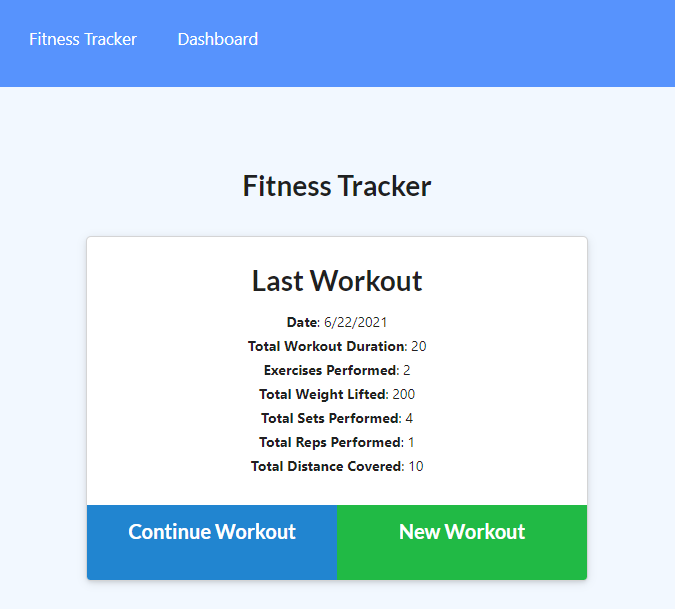 Fitness Tracker Dashboard
Fitness Tracker
Last Workout
Date: 6/22/2021
Total Workout Duration: 20
Exercises Performed: 2
Total Weight Lifted: 200
Total Sets Performed: 4
Total Reps Performed: 1
Total Distance Covered: 10
Continue Workout New Workout